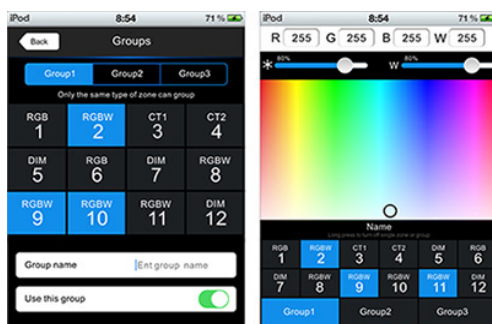 iPod 8:54 71 %
Back Groups
Group1 Group2 Group3
Only the same type of zone can group
RGB RGBW CT1 CT2
1 2 3 4
DIM RGB DIM RGBW
5 6 7 8
RGBW RGBW RGBW DIM
9 10 11 12
Group name Ent group name
Use this group
iPod 8:54 71 %
R 255 G 255 B 255 W 255
80% W 80%
Name
Long press to turn off single zone or group
RGB RGBW CT1 CT2 DIM RGB
1 2 3 4 5 6
DIM RGBW RGBW RGBW RGBW DIM
7 8 9 10 11 12
Group1 Group2 Group3